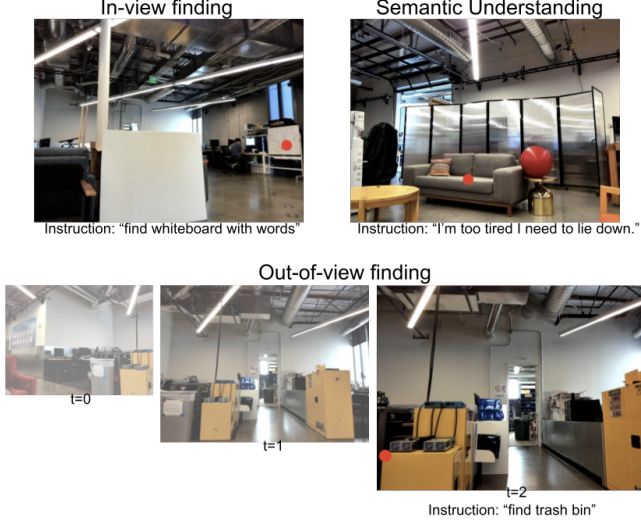 In-view finding
Semantic Understanding
Instruction: “find whiteboard with words”
Instruction: “I’m too tired I need to lie down.”
Out-of-view finding
t=0
t=1
t=2
Instruction: “find trash bin”